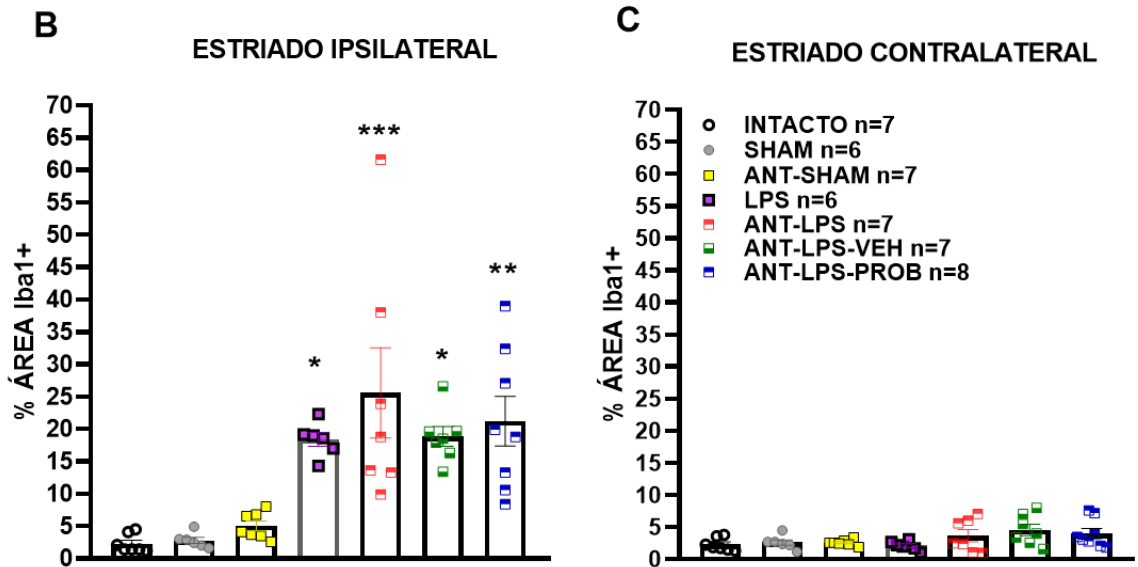 B
ESTRIADO IPSILATERAL
% ÁREA Iba1+
70
65
60
55
50
45
40
35
30
25
20
15
10
5
0
*
***
*
**
C
ESTRIADO CONTRALATERAL
% ÁREA Iba1+
70
65
60
55
50
45
40
35
30
25
20
15
10
5
0
INTACTO n=7
SHAM n=6
ANT-SHAM n=7
LPS n=6
ANT-LPS n=7
ANT-LPS-VEH n=7
ANT-LPS-PROB n=8